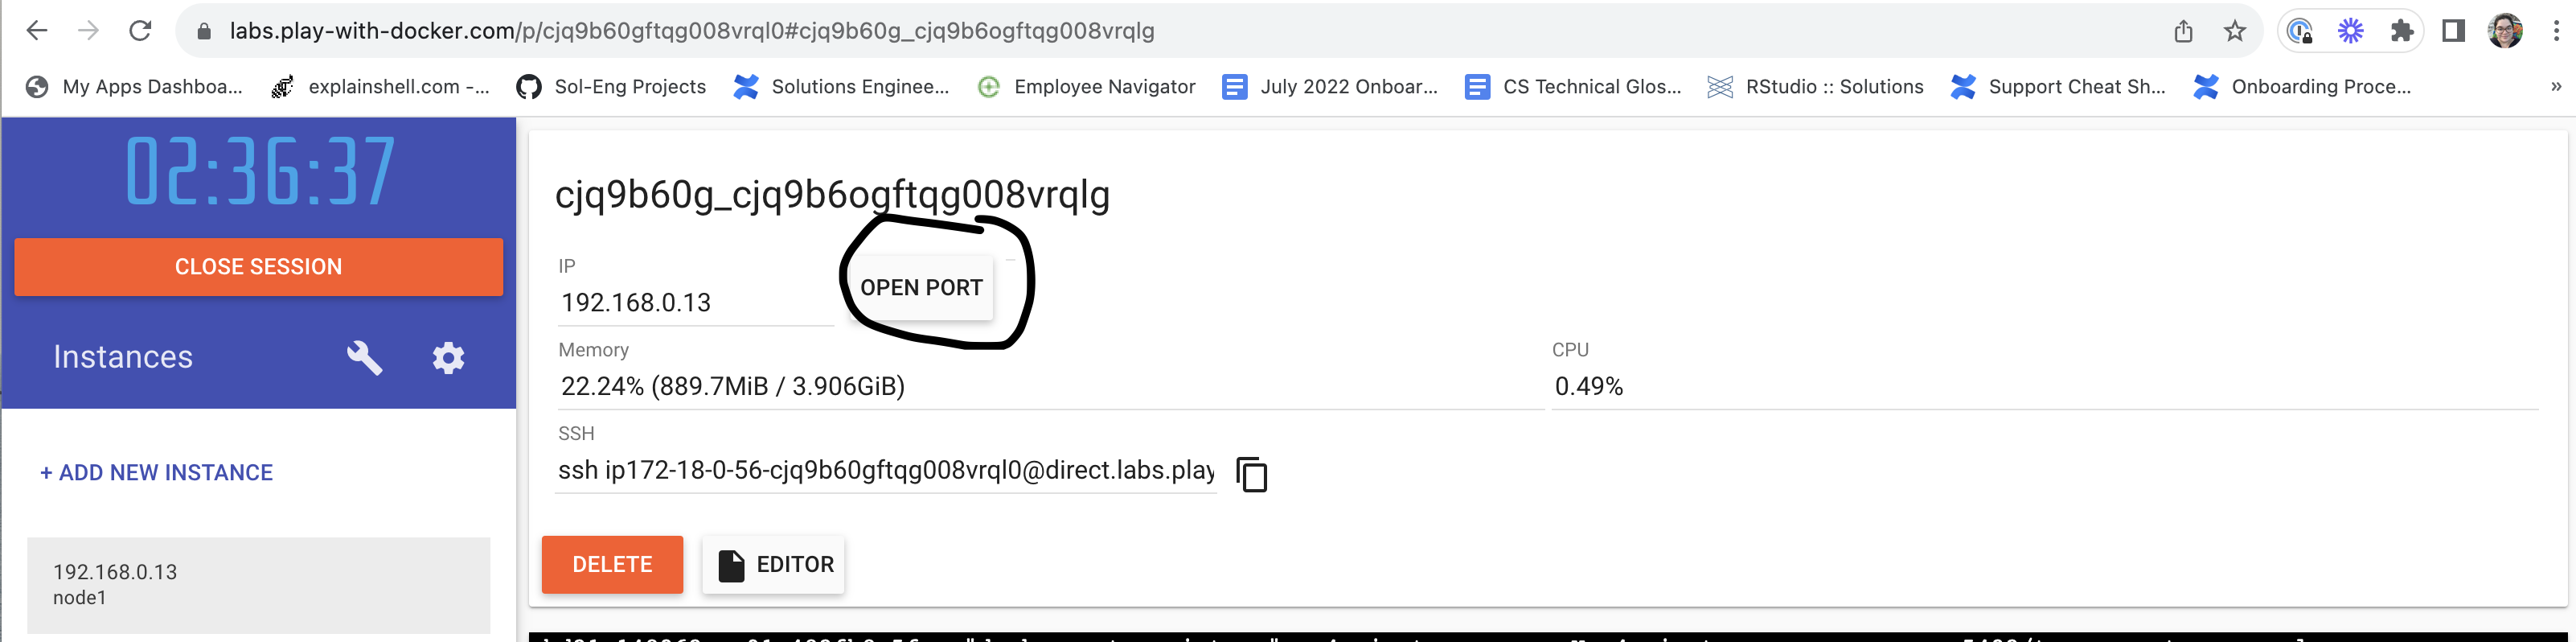 labs.play-with-docker.com/p/cjq9b60gftqg008vrql0#cjq9b60g_cjq9b6ogftqg008vrqlg
My Apps Dashboa... explainshell.com -... Sol-Eng Projects Solutions Enginee... Employee Navigator July 2022 Onboar... CS Technical Glos... RStudio :: Solutions Support Cheat Sh... Onboarding Proce... »
02:36:37
CLOSE SESSION
Instances
+ ADD NEW INSTANCE
192.168.0.13
node1
cjq9b60g_cjq9b6ogftqg008vrqlg
IP
192.168.0.13
OPEN PORT
Memory
22.24% (889.7MiB / 3.906GiB)
CPU
0.49%
SSH
ssh ip172-18-0-56-cjq9b60gftqg008vrql0@direct.labs.play
DELETE
EDITOR